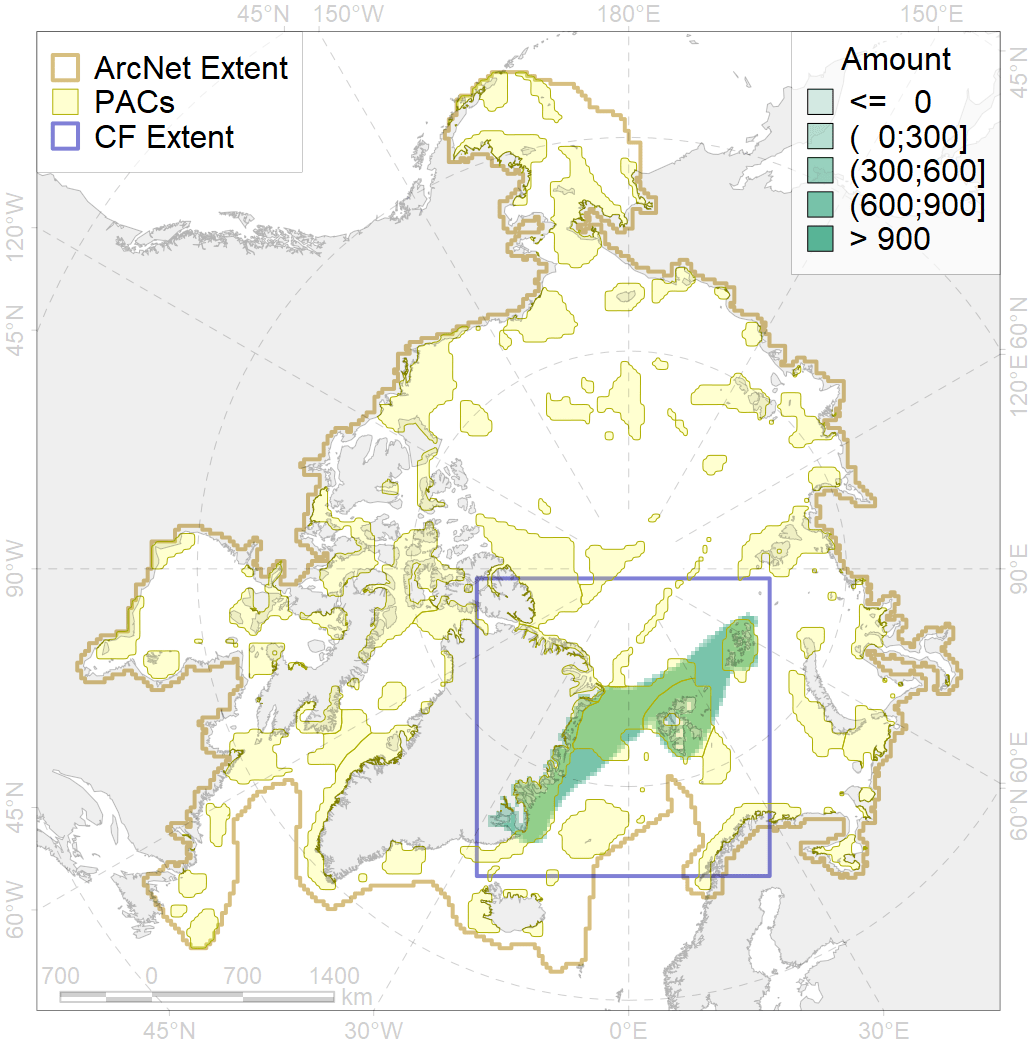 45°N 150°W 180°E 150°E
ArcNet Extent
PACs
CF Extent
Amount
<= 0
( 0;300]
(300;600]
(600;900]
> 900
120°W
45°N
90°W
45°N
60°W
45°N
60°N
120°E
90°E
60°E
60°N
700 0 700 1400
km
45°N 30°W 0°E 30°E